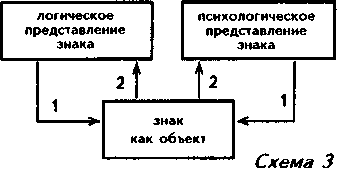 логическое
представление
знака
психологическое
представление
знака
1
2
2
1
знак
как объект
Схема 3